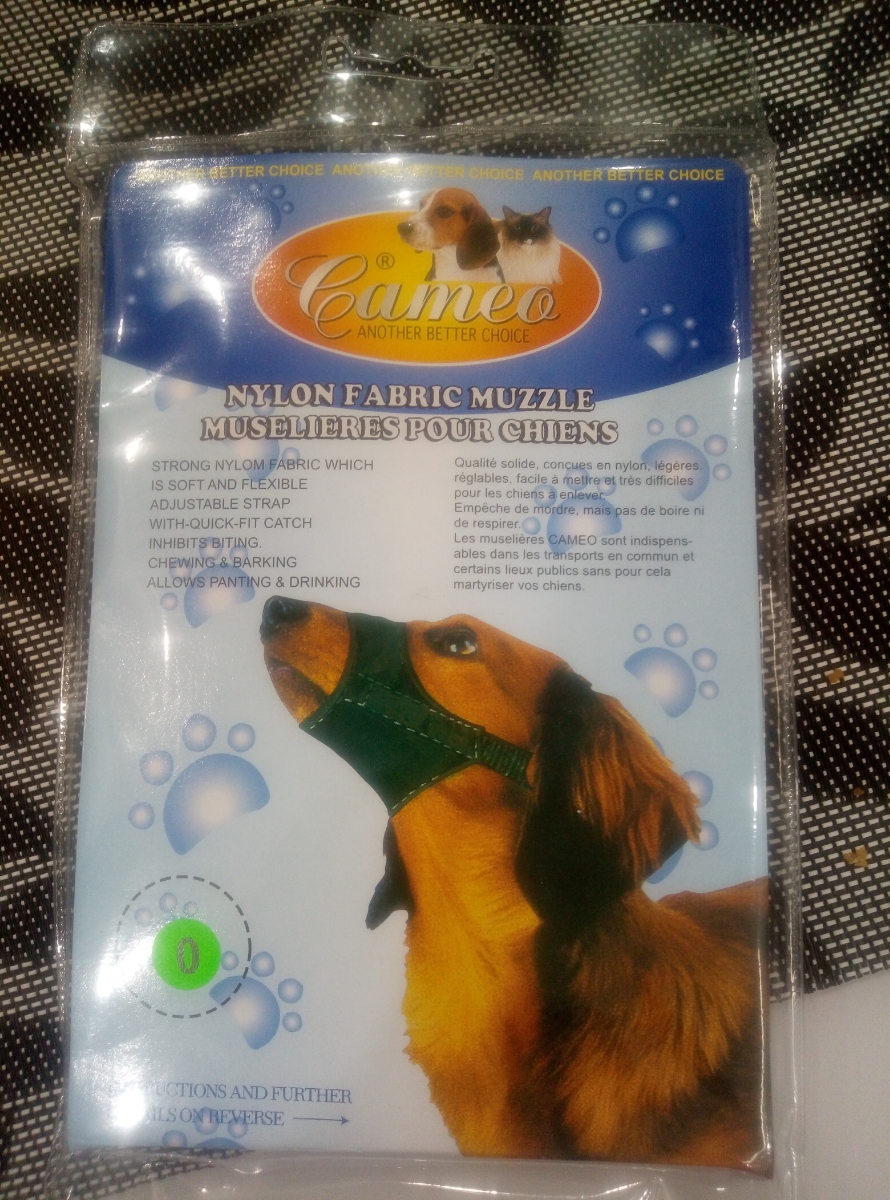 ANOTHER BETTER CHOICE ANOTHER BETTER CHOICE ANOTHER BETTER CHOICE
Cameo ®
ANOTHER BETTER CHOICE
NYLON FABRIC MUZZLE
MUSELIERES POUR CHIENS
STRONG NYLOM FABRIC WHICH
IS SOFT AND FLEXIBLE
ADJUSTABLE STRAP
WITH-QUICK-FIT CATCH
INHIBITS BITING.
CHEWING & BARKING
ALLOWS PANTING & DRINKING
Qualité solide, concues en nylon, légères.
réglables, facile à mettre et très difficiles
pour les chiens à enlever.
Empêche de mordre, mais pas de boire ni
de respirer.
Les muselières CAMEO sont indispens-
ables dans les transports en commun et
certains lieux publics sans pour cela
martyriser vos chiens.
0
INSTRUCTIONS AND FURTHER
DETAILS ON REVERSE